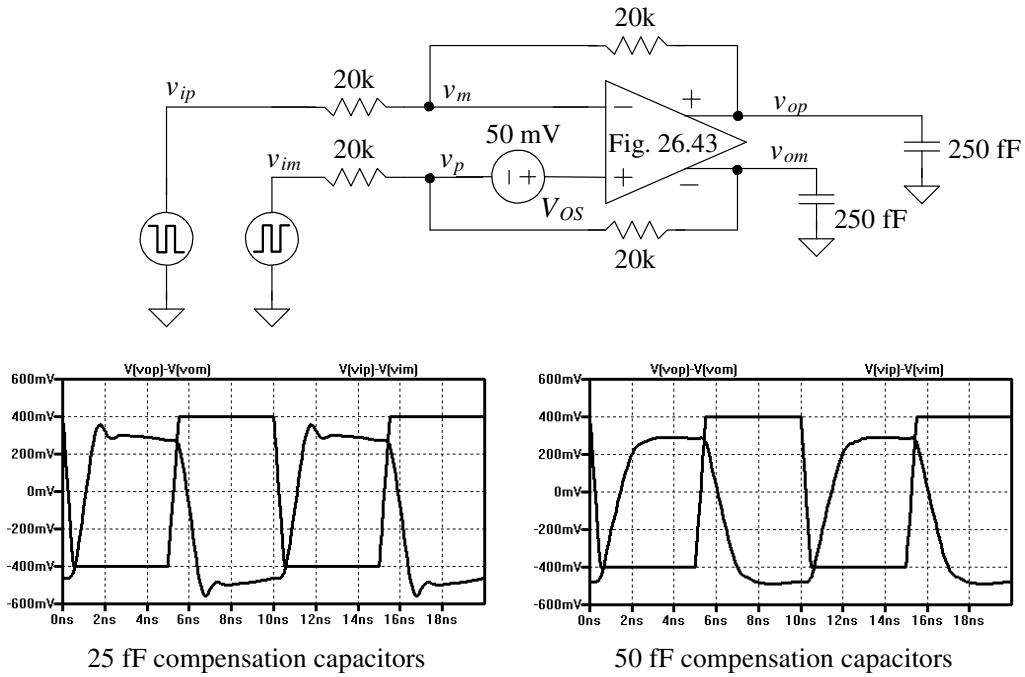 20k
20k
v_ip
v_m
+
−
v_op
50 mV
Fig. 26.43
250 fF
20k
v_im
v_p
− +
+
−
v_om
V_OS
250 fF
20k
V(vop)-V(vom) V(vip)-V(vim)
600mV
400mV
200mV
0mV
-200mV
-400mV
-600mV
0ns 2ns 4ns 6ns 8ns 10ns 12ns 14ns 16ns 18ns
25 fF compensation capacitors
V(vop)-V(vom) V(vip)-V(vim)
600mV
400mV
200mV
0mV
-200mV
-400mV
-600mV
0ns 2ns 4ns 6ns 8ns 10ns 12ns 14ns 16ns 18ns
50 fF compensation capacitors